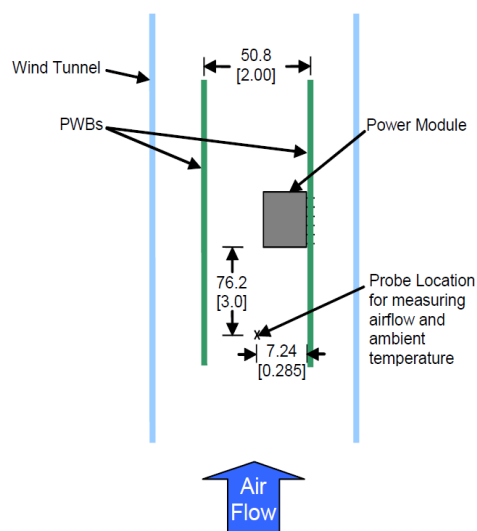 50.8
[2.00]
Wind Tunnel
PWBs
Power Module
76.2
[3.0]
x
Probe Location
for measuring
airflow and
ambient
temperature
7.24
[0.285]
Air
Flow